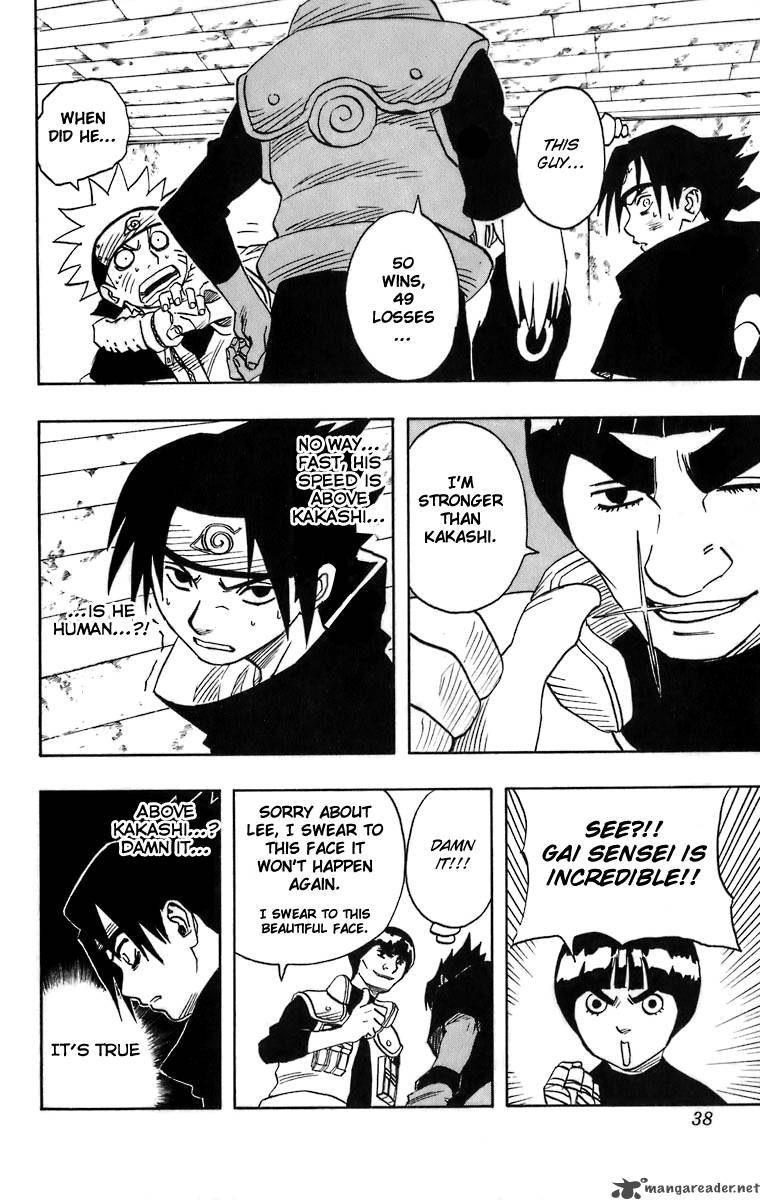 THIS
GUY...
50
WINS,
49
LOSSES
...
WHEN
DID HE...
I'M
STRONGER
THAN
KAKASHI.
NO WAY...
FAST, HIS
SPEED IS
ABOVE
KAKASHI...
...IS HE
HUMAN...?!
SEE?!!
GAI SENSEI IS
INCREDIBLE!!
DAMN
IT!!!
SORRY ABOUT
LEE, I SWEAR TO
THIS FACE IT
WON'T HAPPEN
AGAIN.
I SWEAR TO THIS
BEAUTIFUL FACE.
ABOVE
KAKASHI...?
DAMN IT...
IT'S TRUE
38
mangareader.net